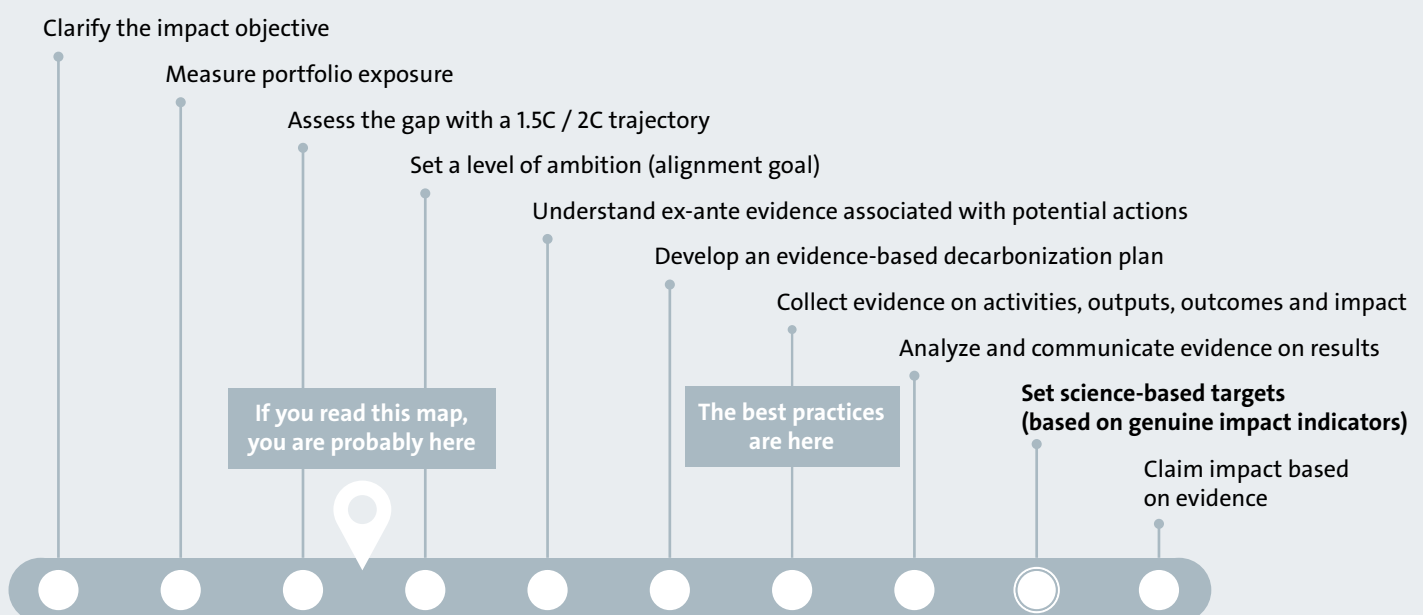 Clarify the impact objective
Measure portfolio exposure
Assess the gap with a 1.5C / 2C trajectory
Set a level of ambition (alignment goal)
Understand ex-ante evidence associated with potential actions
Develop an evidence-based decarbonization plan
Collect evidence on activities, outputs, outcomes and impact
Analyze and communicate evidence on results
Set science-based targets
(based on genuine impact indicators)
Claim impact based
on evidence
If you read this map,
you are probably here
The best practices
are here